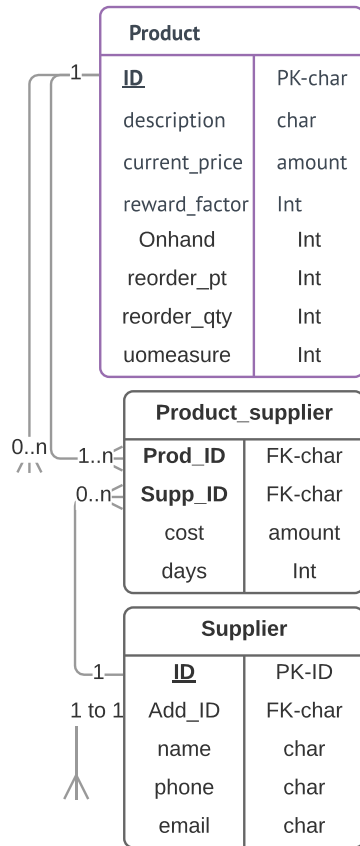 Product
1 ID PK-char
description char
current_price amount
reward_factor Int
Onhand Int
reorder_pt Int
reorder_qty Int
uomeasure Int
Product_supplier
0..n 1..n Prod_ID FK-char
0..n Supp_ID FK-char
cost amount
days Int
Supplier
1 ID PK-ID
1 to 1 Add_ID FK-char
name char
phone char
email char